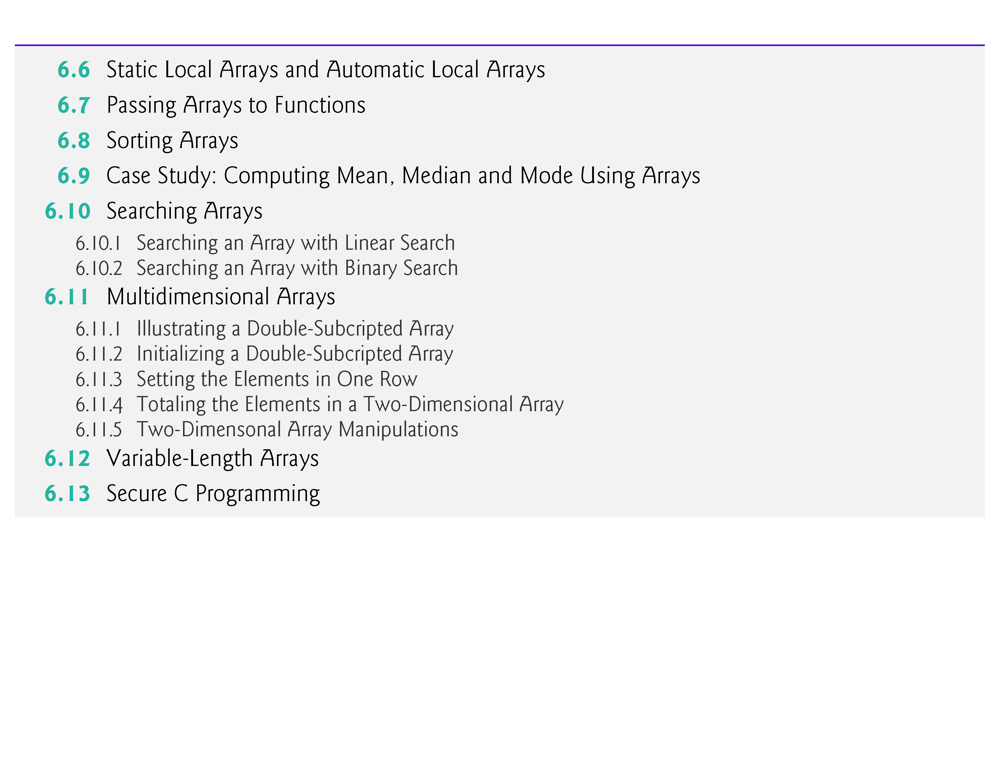 6.6 Static Local Arrays and Automatic Local Arrays
6.7 Passing Arrays to Functions
6.8 Sorting Arrays
6.9 Case Study: Computing Mean, Median and Mode Using Arrays
6.10 Searching Arrays
6.10.1 Searching an Array with Linear Search
6.10.2 Searching an Array with Binary Search
6.11 Multidimensional Arrays
6.11.1 Illustrating a Double-Subcripted Array
6.11.2 Initializing a Double-Subcripted Array
6.11.3 Setting the Elements in One Row
6.11.4 Totaling the Elements in a Two-Dimensional Array
6.11.5 Two-Dimensonal Array Manipulations
6.12 Variable-Length Arrays
6.13 Secure C Programming